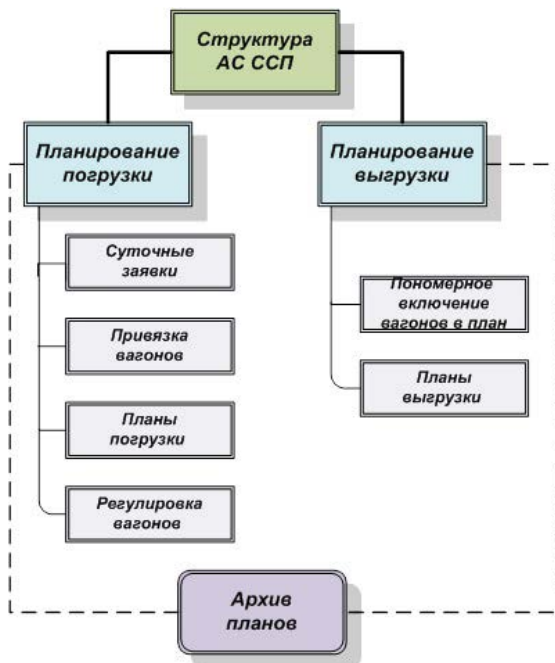 Структура
АС ССП
Планирование
погрузки
Планирование
выгрузки
Суточные
заявки
Привязка
вагонов
Планы
погрузки
Регулировка
вагонов
Пономерное
включение
вагонов в план
Планы
выгрузки
Архив
планов